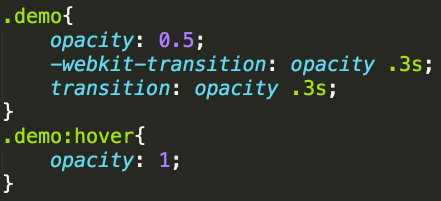 .demo{
    opacity: 0.5;
    -webkit-transition: opacity .3s;
    transition: opacity .3s;
}
.demo:hover{
    opacity: 1;
}